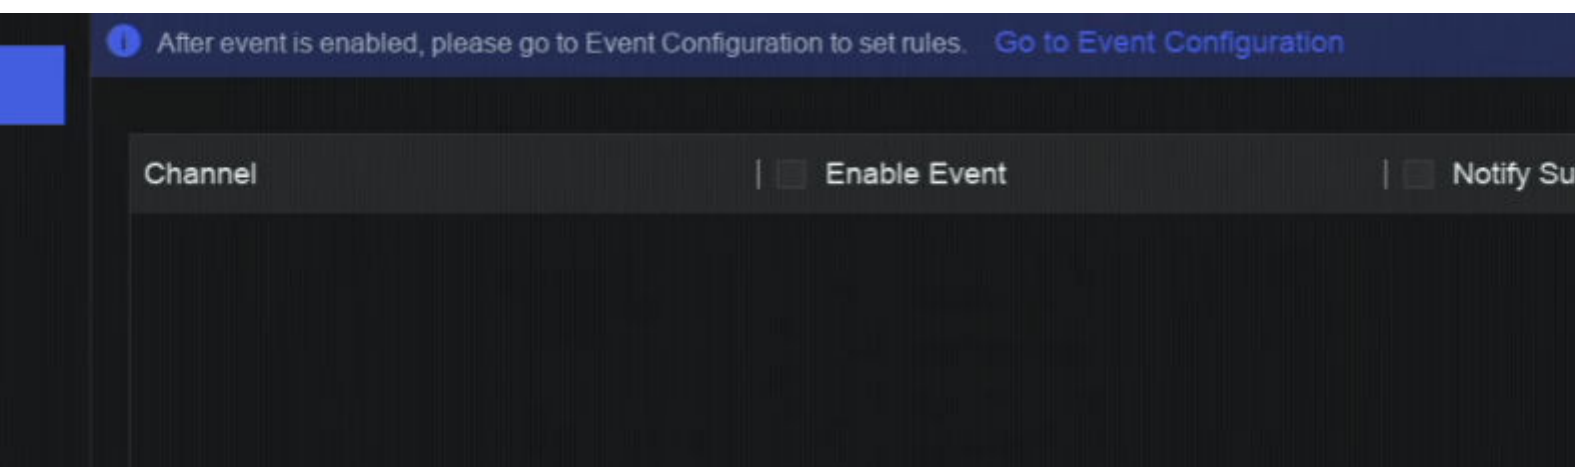 After event is enabled, please go to Event Configuration to set rules. Go to Event Configuration
Channel | Enable Event | Notify Su